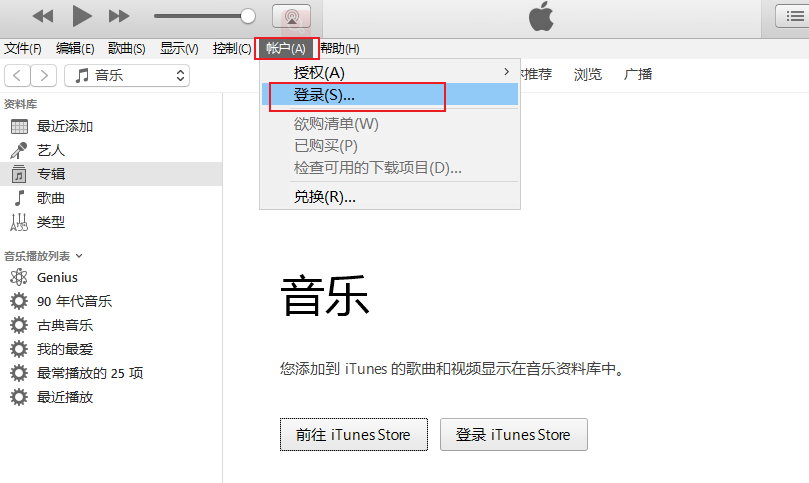 文件(F) 编辑(E) 歌曲(S) 显示(V) 控制(C) 帐户(A) 帮助(H)
音乐
推荐 浏览 广播
授权(A)
登录(S)...
欲购清单(W)
已购买(P)
检查可用的下载项目(D)...
兑换(R)...
资料库
最近添加
艺人
专辑
歌曲
类型
音乐播放列表
Genius
90 年代音乐
古典音乐
我的最爱
最常播放的 25 项
最近播放
音乐
您添加到 iTunes 的歌曲和视频显示在音乐资料库中。
前往 iTunes Store 登录 iTunes Store